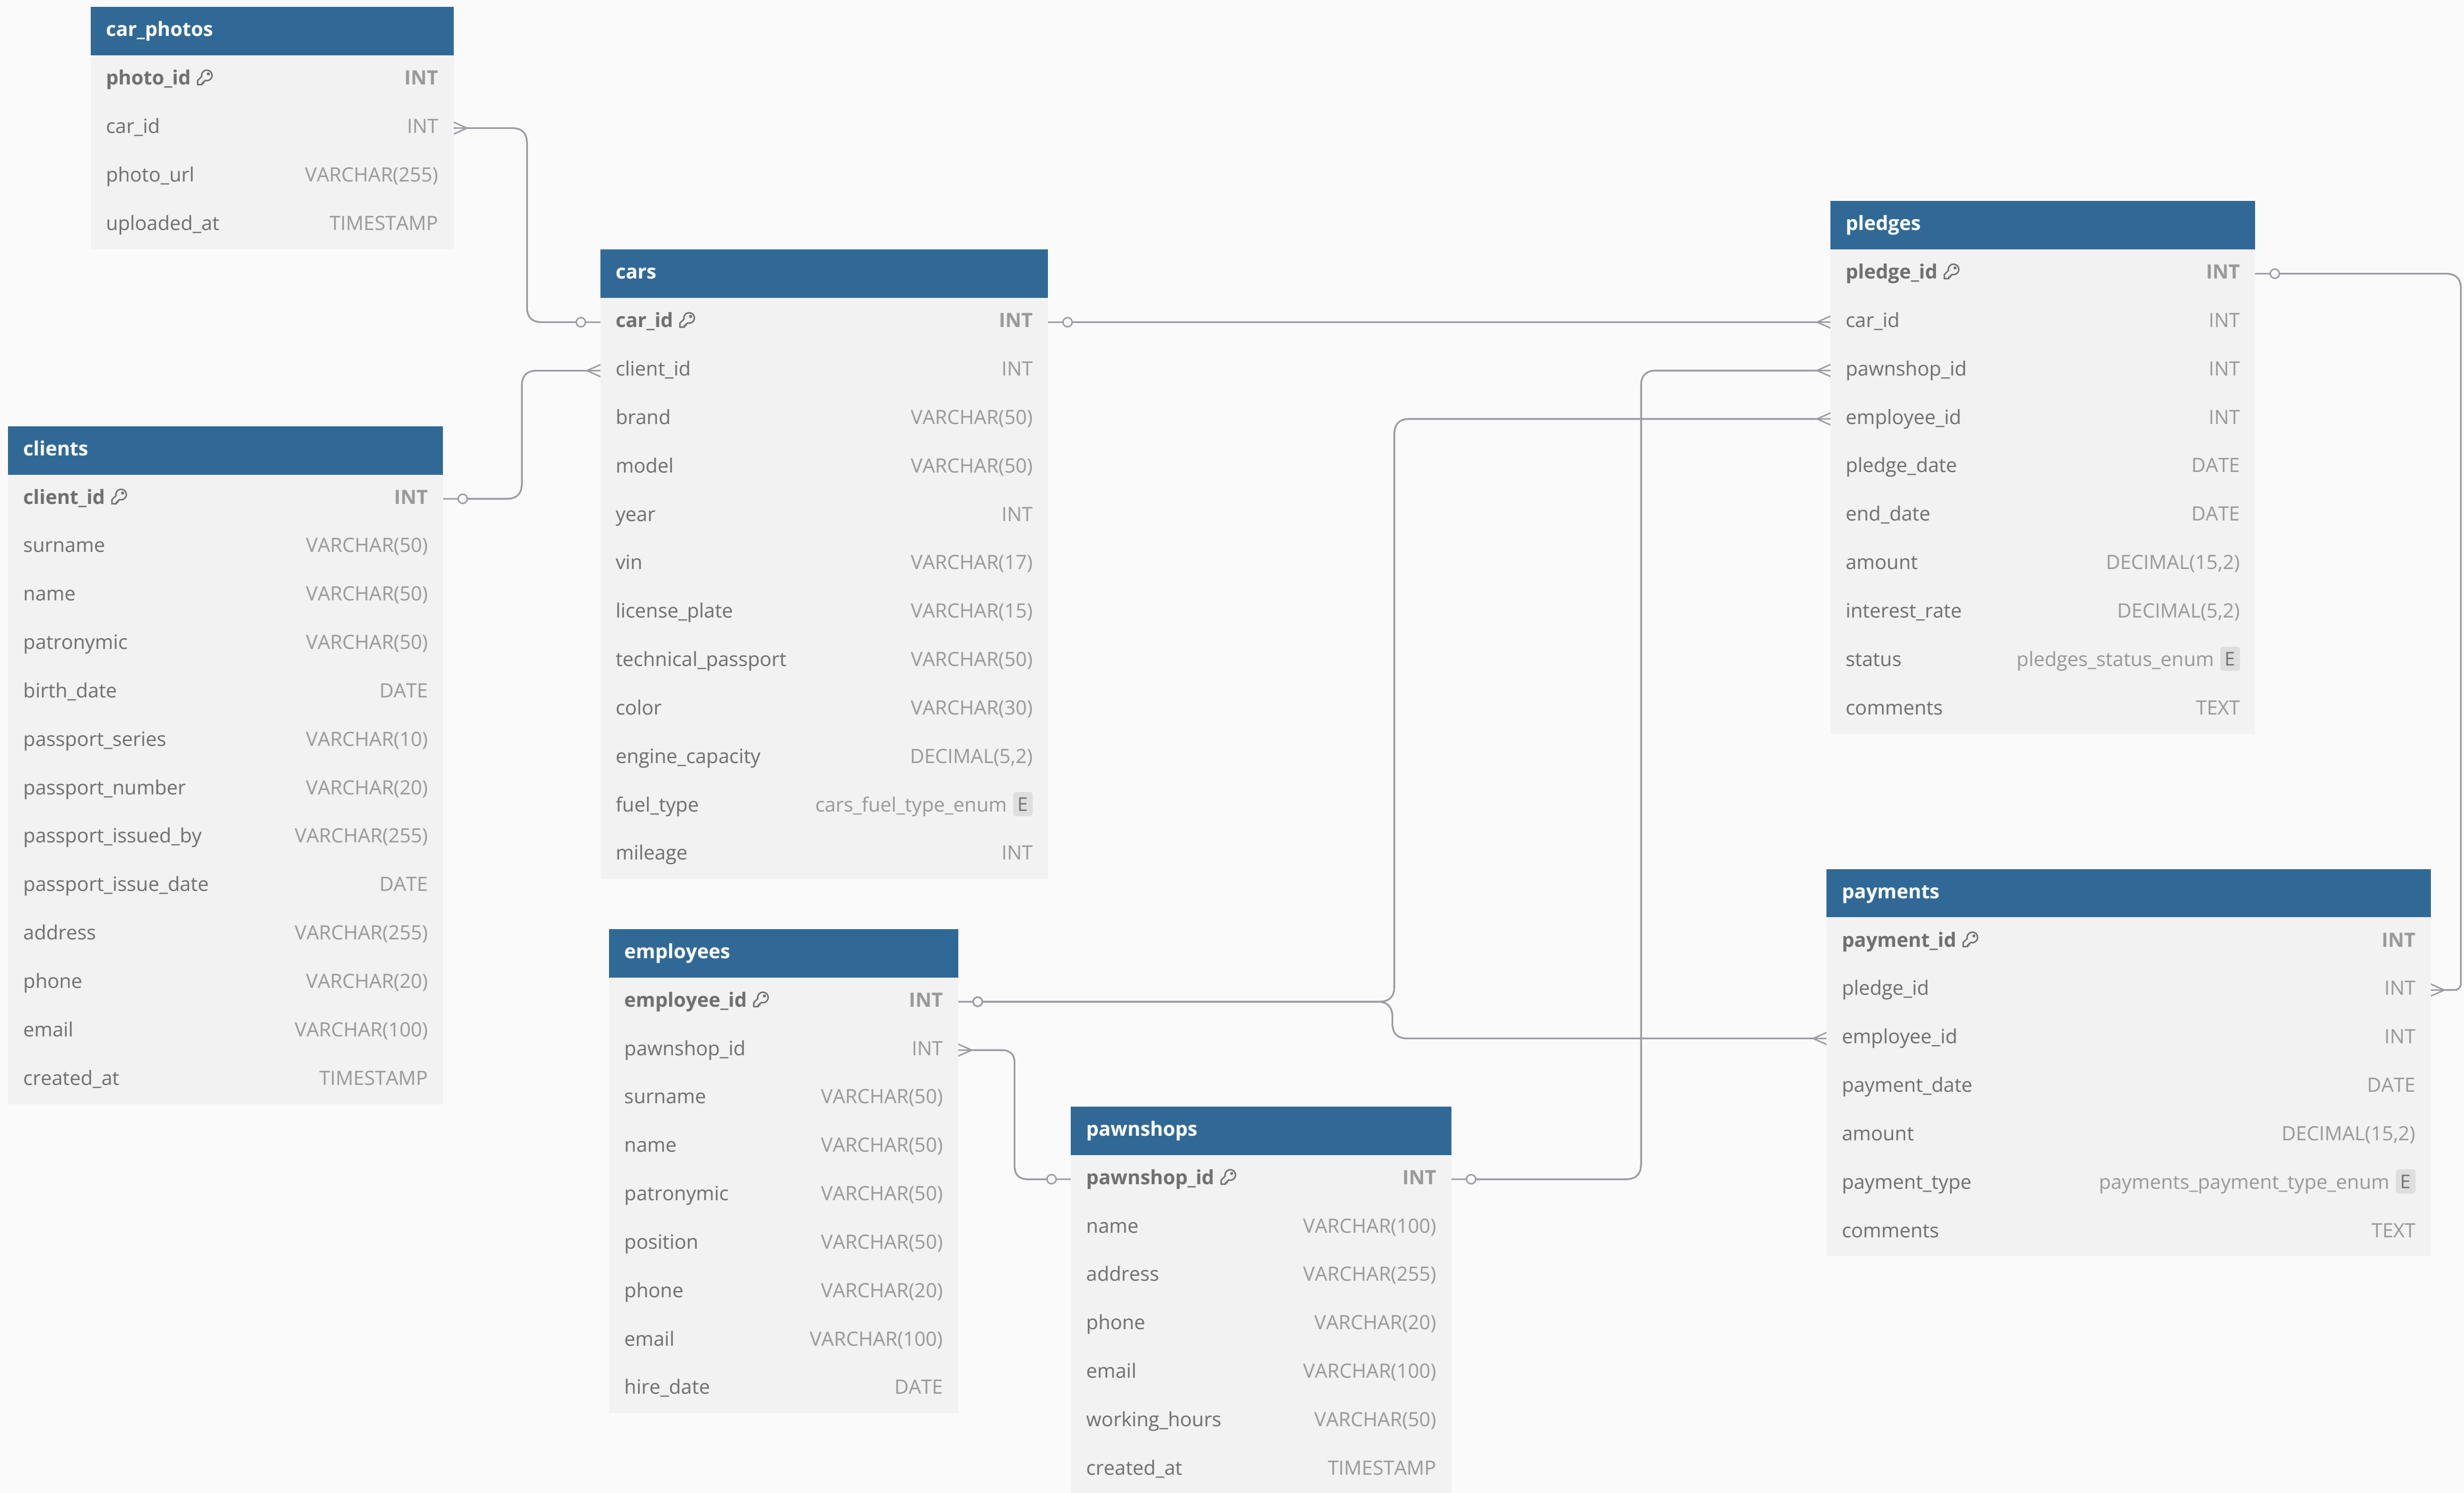 car_photos
photo_id INT
car_id INT
photo_url VARCHAR(255)
uploaded_at TIMESTAMP
clients
client_id INT
surname VARCHAR(50)
name VARCHAR(50)
patronymic VARCHAR(50)
birth_date DATE
passport_series VARCHAR(10)
passport_number VARCHAR(20)
passport_issued_by VARCHAR(255)
passport_issue_date DATE
address VARCHAR(255)
phone VARCHAR(20)
email VARCHAR(100)
created_at TIMESTAMP
cars
car_id INT
client_id INT
brand VARCHAR(50)
model VARCHAR(50)
year INT
vin VARCHAR(17)
license_plate VARCHAR(15)
technical_passport VARCHAR(50)
color VARCHAR(30)
engine_capacity DECIMAL(5,2)
fuel_type cars_fuel_type_enum E
mileage INT
employees
employee_id INT
pawnshop_id INT
surname VARCHAR(50)
name VARCHAR(50)
patronymic VARCHAR(50)
position VARCHAR(50)
phone VARCHAR(20)
email VARCHAR(100)
hire_date DATE
pawnshops
pawnshop_id INT
name VARCHAR(100)
address VARCHAR(255)
phone VARCHAR(20)
email VARCHAR(100)
working_hours VARCHAR(50)
created_at TIMESTAMP
pledges
pledge_id INT
car_id INT
pawnshop_id INT
employee_id INT
pledge_date DATE
end_date DATE
amount DECIMAL(15,2)
interest_rate DECIMAL(5,2)
status pledges_status_enum E
comments TEXT
payments
payment_id INT
pledge_id INT
employee_id INT
payment_date DATE
amount DECIMAL(15,2)
payment_type payments_payment_type_enum E
comments TEXT